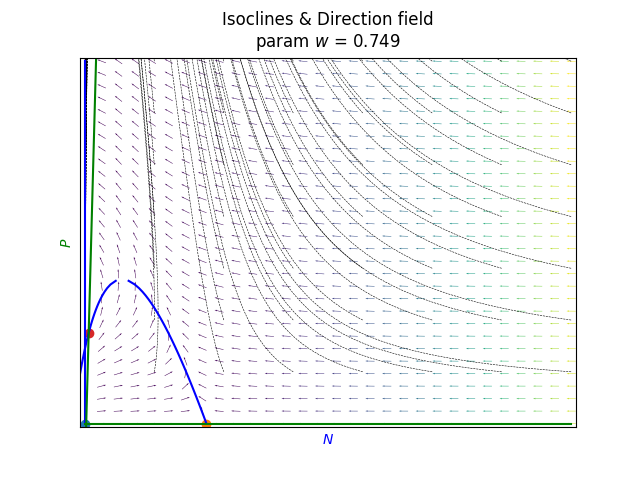 Isoclines & Direction field
param w = 0.749
P
N